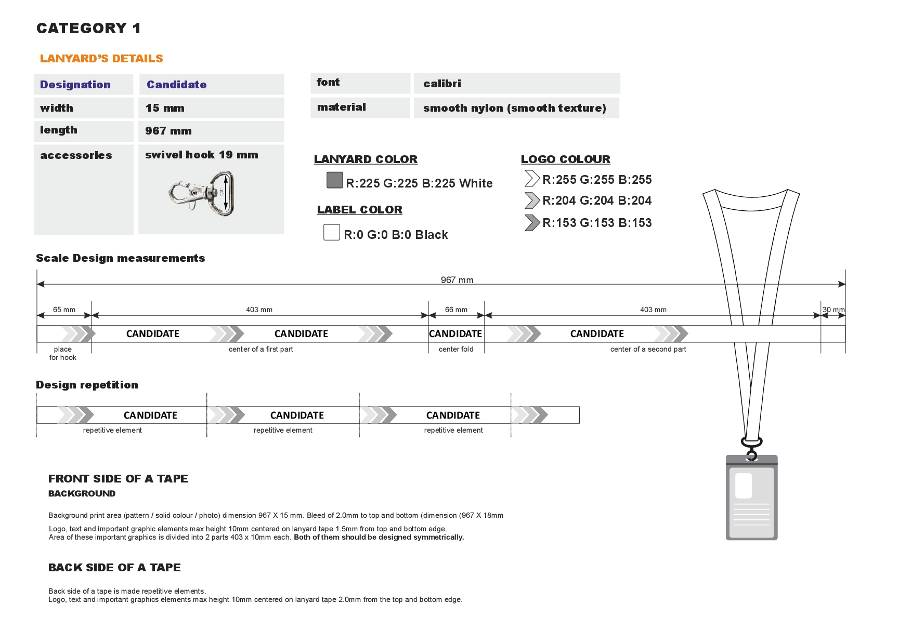 CATEGORY 1
LANYARD'S DETAILS
Designation Candidate
width 15 mm
length 967 mm
accessories swivel hook 19 mm
font calibri
material smooth nylon (smooth texture)
LANYARD COLOR
R:225 G:225 B:225 White
LABEL COLOR
R:0 G:0 B:0 Black
LOGO COLOUR
R:255 G:255 B:255
R:204 G:204 B:204
R:153 G:153 B:153
Scale Design measurements
967 mm
65 mm 403 mm 66 mm 403 mm 30 mm
CANDIDATE CANDIDATE CANDIDATE CANDIDATE
place for hook center of a first part center fold center of a second part
Design repetition
CANDIDATE CANDIDATE CANDIDATE
repetitive element repetitive element repetitive element
FRONT SIDE OF A TAPE
BACKGROUND
Background print area (pattern / solid colour / photo) dimension 967 X 15 mm. Bleed of 2.0mm to top and bottom (dimension (967 X 18mm
Logo, text and important graphic elements max height 10mm centered on lanyard tape 1.5mm from top and bottom edge.
Area of these important graphics is divided into 2 parts 403 x 10mm each. Both of them should be designed symmetrically.
BACK SIDE OF A TAPE
Back side of a tape is made repetitive elements.
Logo, text and important graphics elements max height 10mm centered on lanyard tape 2.0mm from the top and bottom edge.